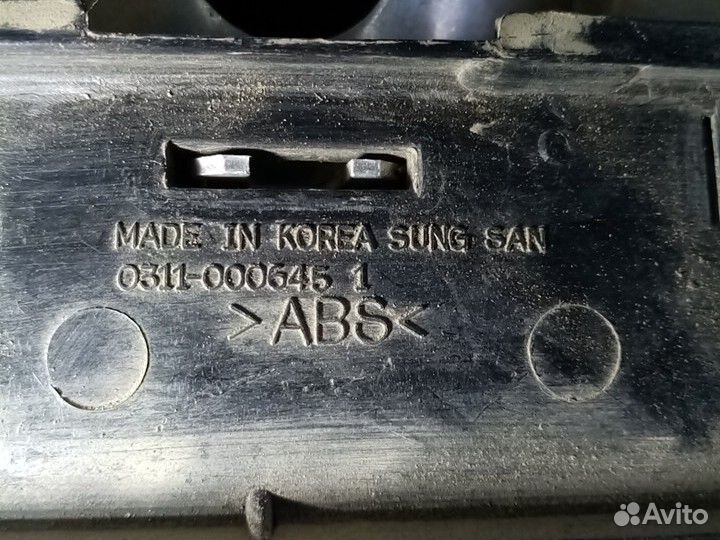 MADE IN KOREA SUNG SAN
0311-000645 1
>ABS<
Avito